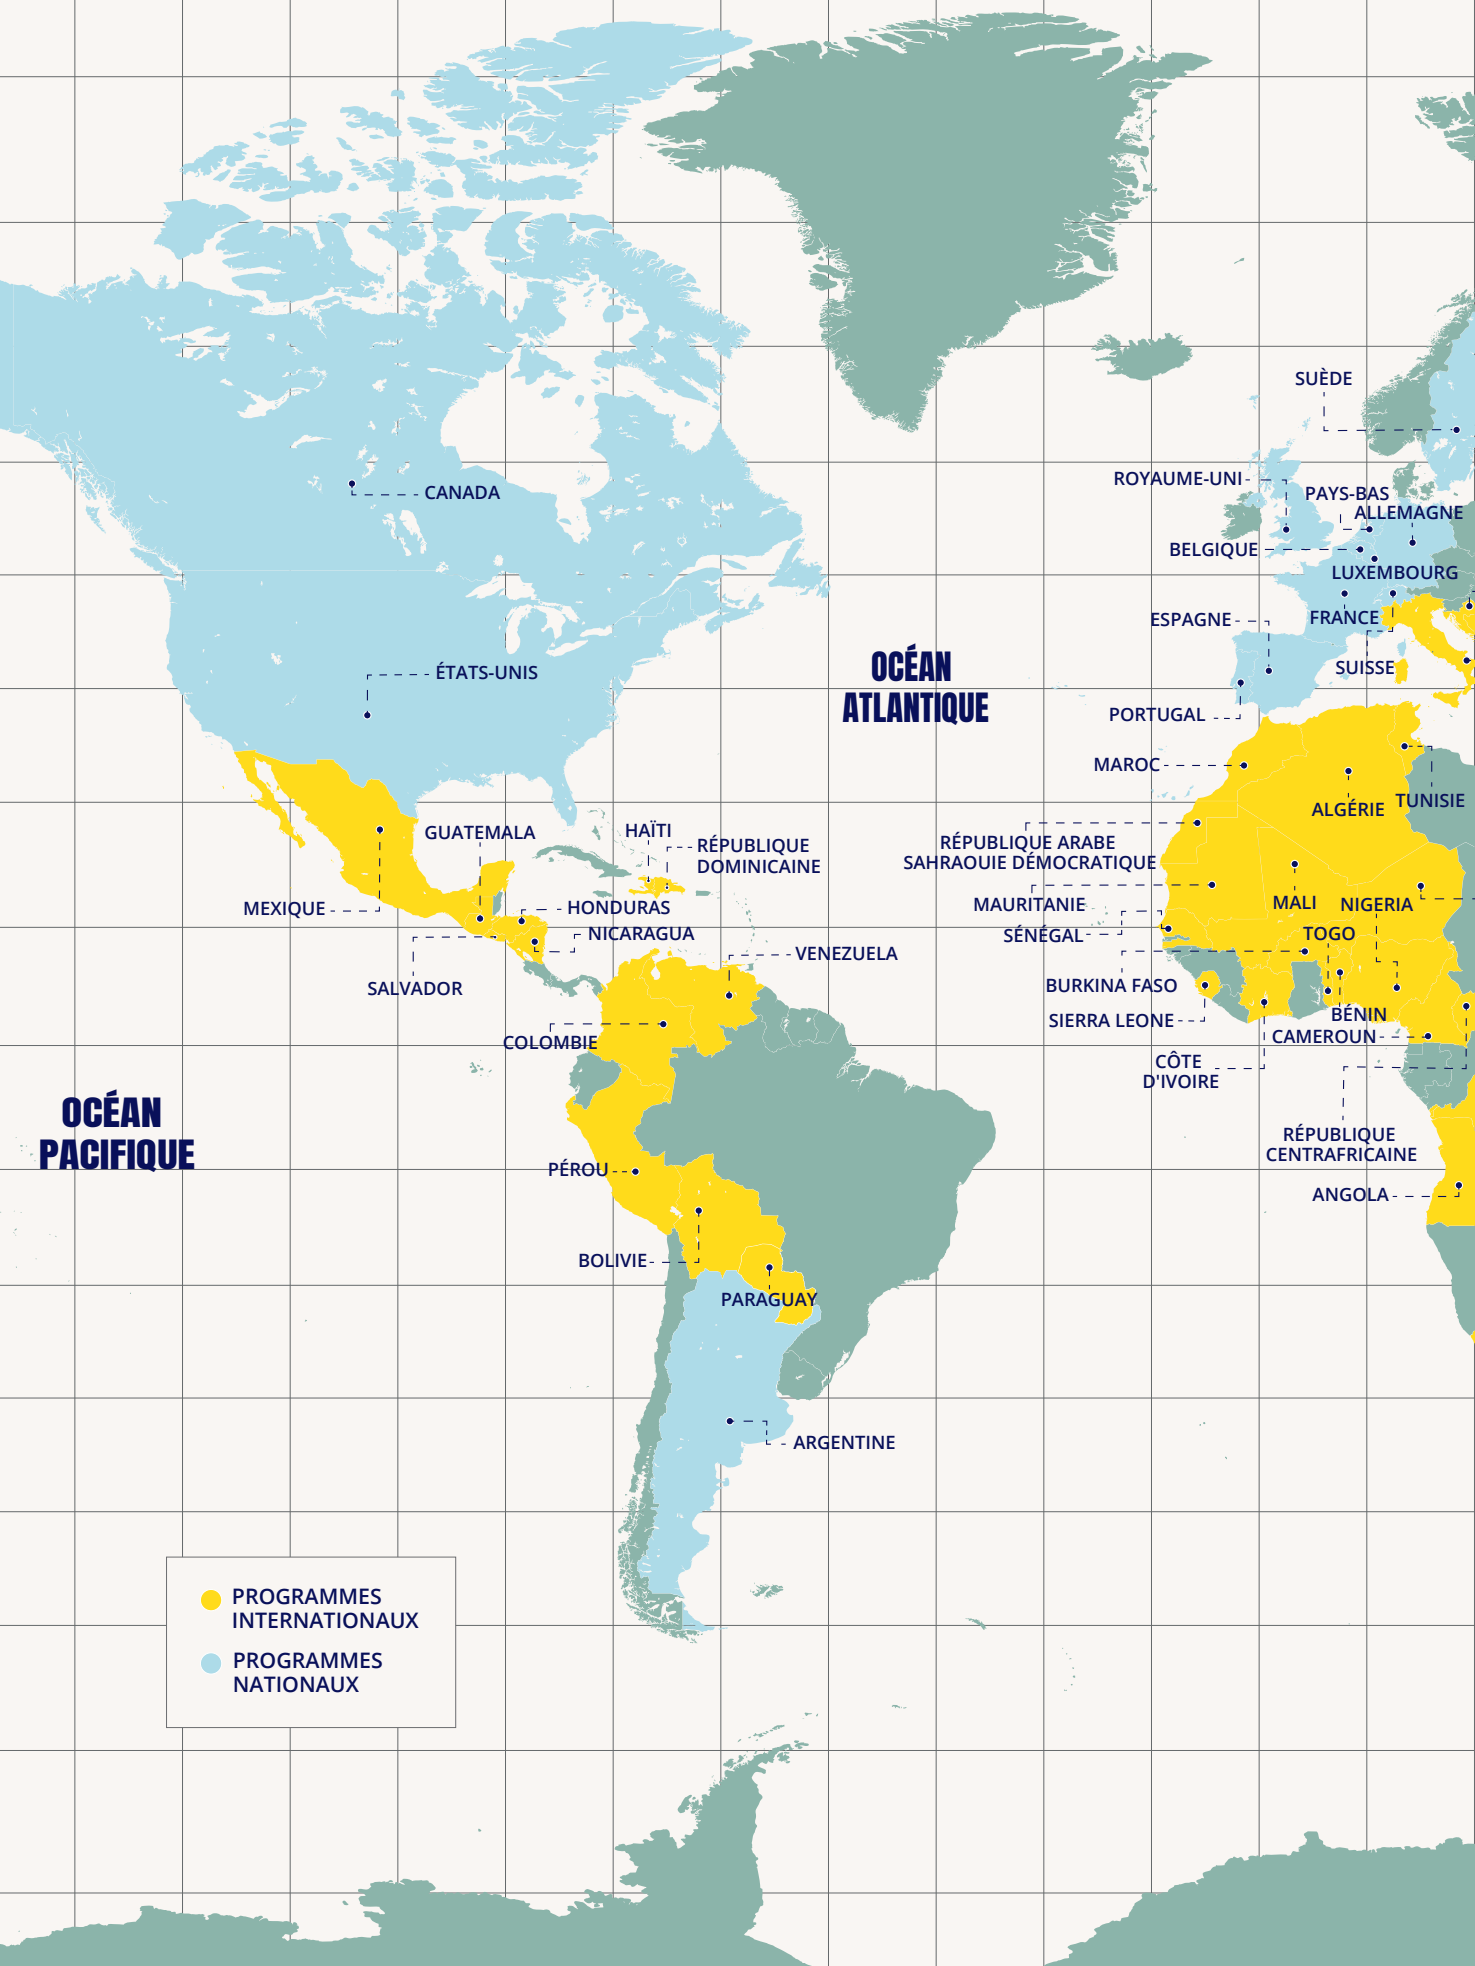 SUÈDE
ROYAUME-UNI
PAYS-BAS
CANADA
ALLEMAGNE
BELGIQUE
LUXEMBOURG
ESPAGNE
FRANCE
OCÉAN
ATLANTIQUE
SUISSE
ÉTATS-UNIS
PORTUGAL
MAROC
TUNISIE
ALGÉRIE
GUATEMALA
HAÏTI
RÉPUBLIQUE
DOMINICAINE
RÉPUBLIQUE ARABE
SAHRAOUIE DÉMOCRATIQUE
MEXIQUE
HONDURAS
MAURITANIE
MALI
NIGERIA
NICARAGUA
SÉNÉGAL
TOGO
VENEZUELA
SALVADOR
BURKINA FASO
SIERRA LEONE
BÉNIN
COLOMBIE
CAMEROUN
CÔTE
D'IVOIRE
OCÉAN
PACIFIQUE
RÉPUBLIQUE
CENTRAFRICAINE
PÉROU
ANGOLA
BOLIVIE
PARAGUAY
ARGENTINE
PROGRAMMES
INTERNATIONAUX
PROGRAMMES
NATIONAUX